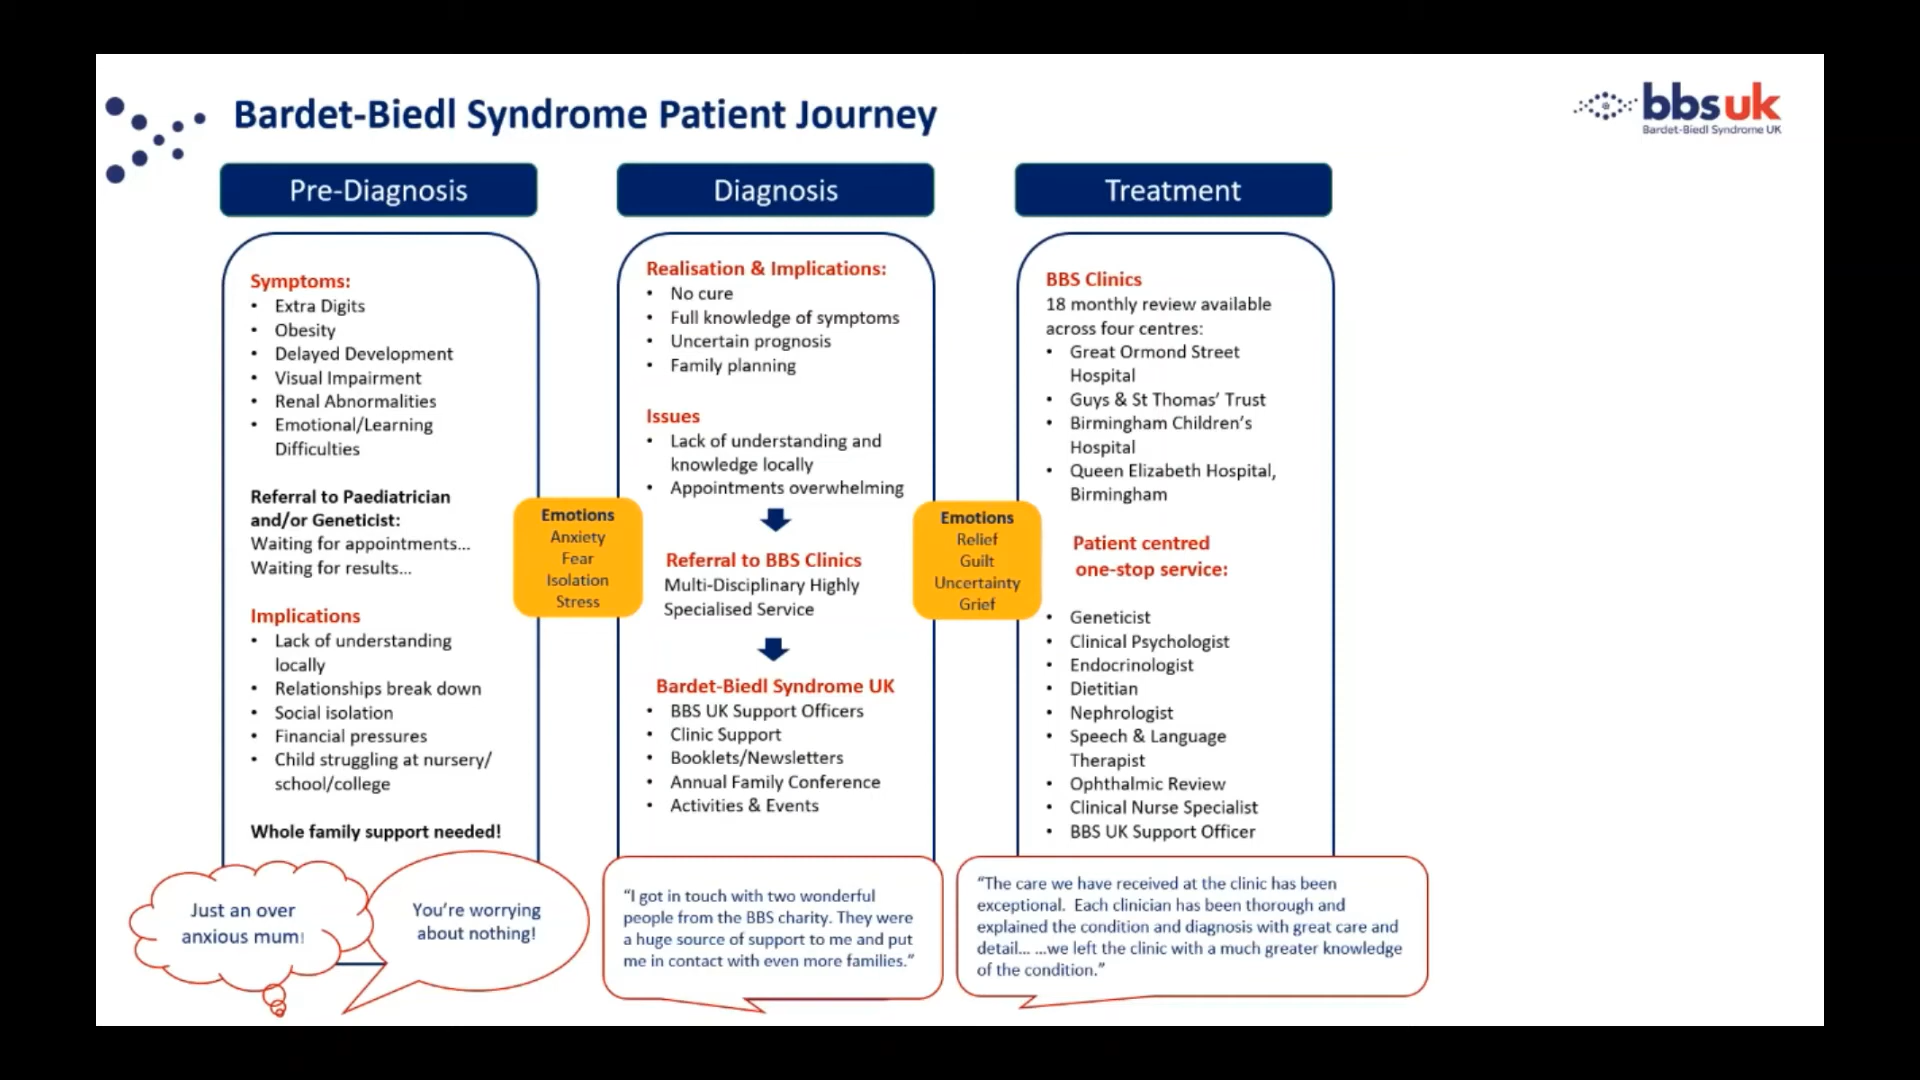 Bardet-Biedl Syndrome Patient Journey
bbsuk
Bardet-Biedl Syndrome UK
Pre-Diagnosis
Symptoms:
• Extra Digits
• Obesity
• Delayed Development
• Visual Impairment
• Renal Abnormalities
• Emotional/Learning
Difficulties
Referral to Paediatrician
and/or Geneticist:
Waiting for appointments...
Waiting for results...
Implications
• Lack of understanding
locally
• Relationships break down
• Social isolation
• Financial pressures
• Child struggling at nursery/
school/college
Whole family support needed!
Just an over
anxious mum!
You're worrying
about nothing!
Emotions
Anxiety
Fear
Isolation
Stress
Diagnosis
Realisation & Implications:
• No cure
• Full knowledge of symptoms
• Uncertain prognosis
• Family planning
Issues
• Lack of understanding and
knowledge locally
• Appointments overwhelming
Referral to BBS Clinics
Multi-Disciplinary Highly
Specialised Service
Bardet-Biedl Syndrome UK
• BBS UK Support Officers
• Clinic Support
• Booklets/Newsletters
• Annual Family Conference
• Activities & Events
"I got in touch with two wonderful
people from the BBS charity. They were
a huge source of support to me and put
me in contact with even more families."
Emotions
Relief
Guilt
Uncertainty
Grief
Treatment
BBS Clinics
18 monthly review available
across four centres:
• Great Ormond Street
Hospital
• Guys & St Thomas' Trust
• Birmingham Children's
Hospital
• Queen Elizabeth Hospital,
Birmingham
Patient centred
one-stop service:
• Geneticist
• Clinical Psychologist
• Endocrinologist
• Dietitian
• Nephrologist
• Speech & Language
Therapist
• Ophthalmic Review
• Clinical Nurse Specialist
• BBS UK Support Officer
"The care we have received at the clinic has been
exceptional. Each clinician has been thorough and
explained the condition and diagnosis with great care and
detail... ...we left the clinic with a much greater knowledge
of the condition."